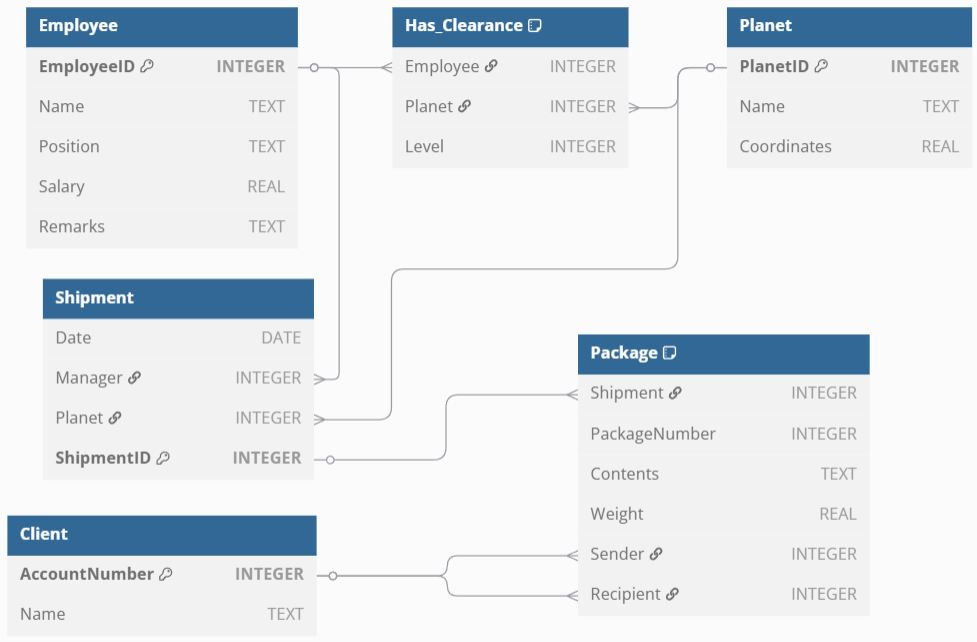 Employee
EmployeeID INTEGER
Name TEXT
Position TEXT
Salary REAL
Remarks TEXT
Has_Clearance
Employee INTEGER
Planet INTEGER
Level INTEGER
Planet
PlanetID INTEGER
Name TEXT
Coordinates REAL
Shipment
Date DATE
Manager INTEGER
Planet INTEGER
ShipmentID INTEGER
Package
Shipment INTEGER
PackageNumber INTEGER
Contents TEXT
Weight REAL
Sender INTEGER
Recipient INTEGER
Client
AccountNumber INTEGER
Name TEXT